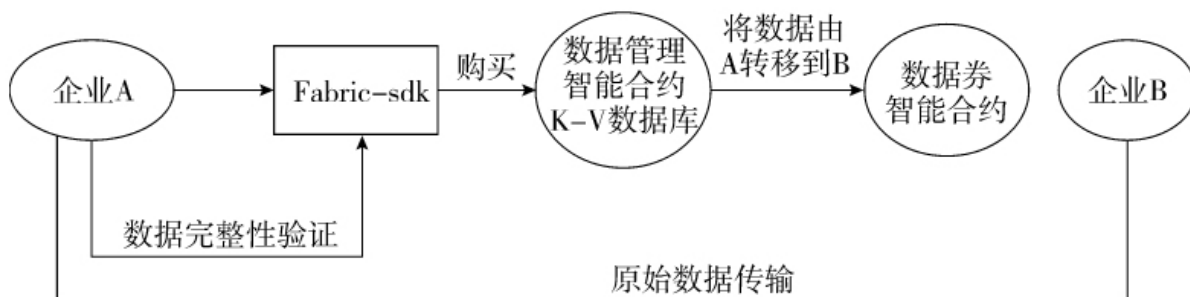 企业A
Fabric-sdk
购买
数据管理
智能合约
K-V数据库
将数据由
A转移到B
数据券
智能合约
企业B
数据完整性验证
原始数据传输